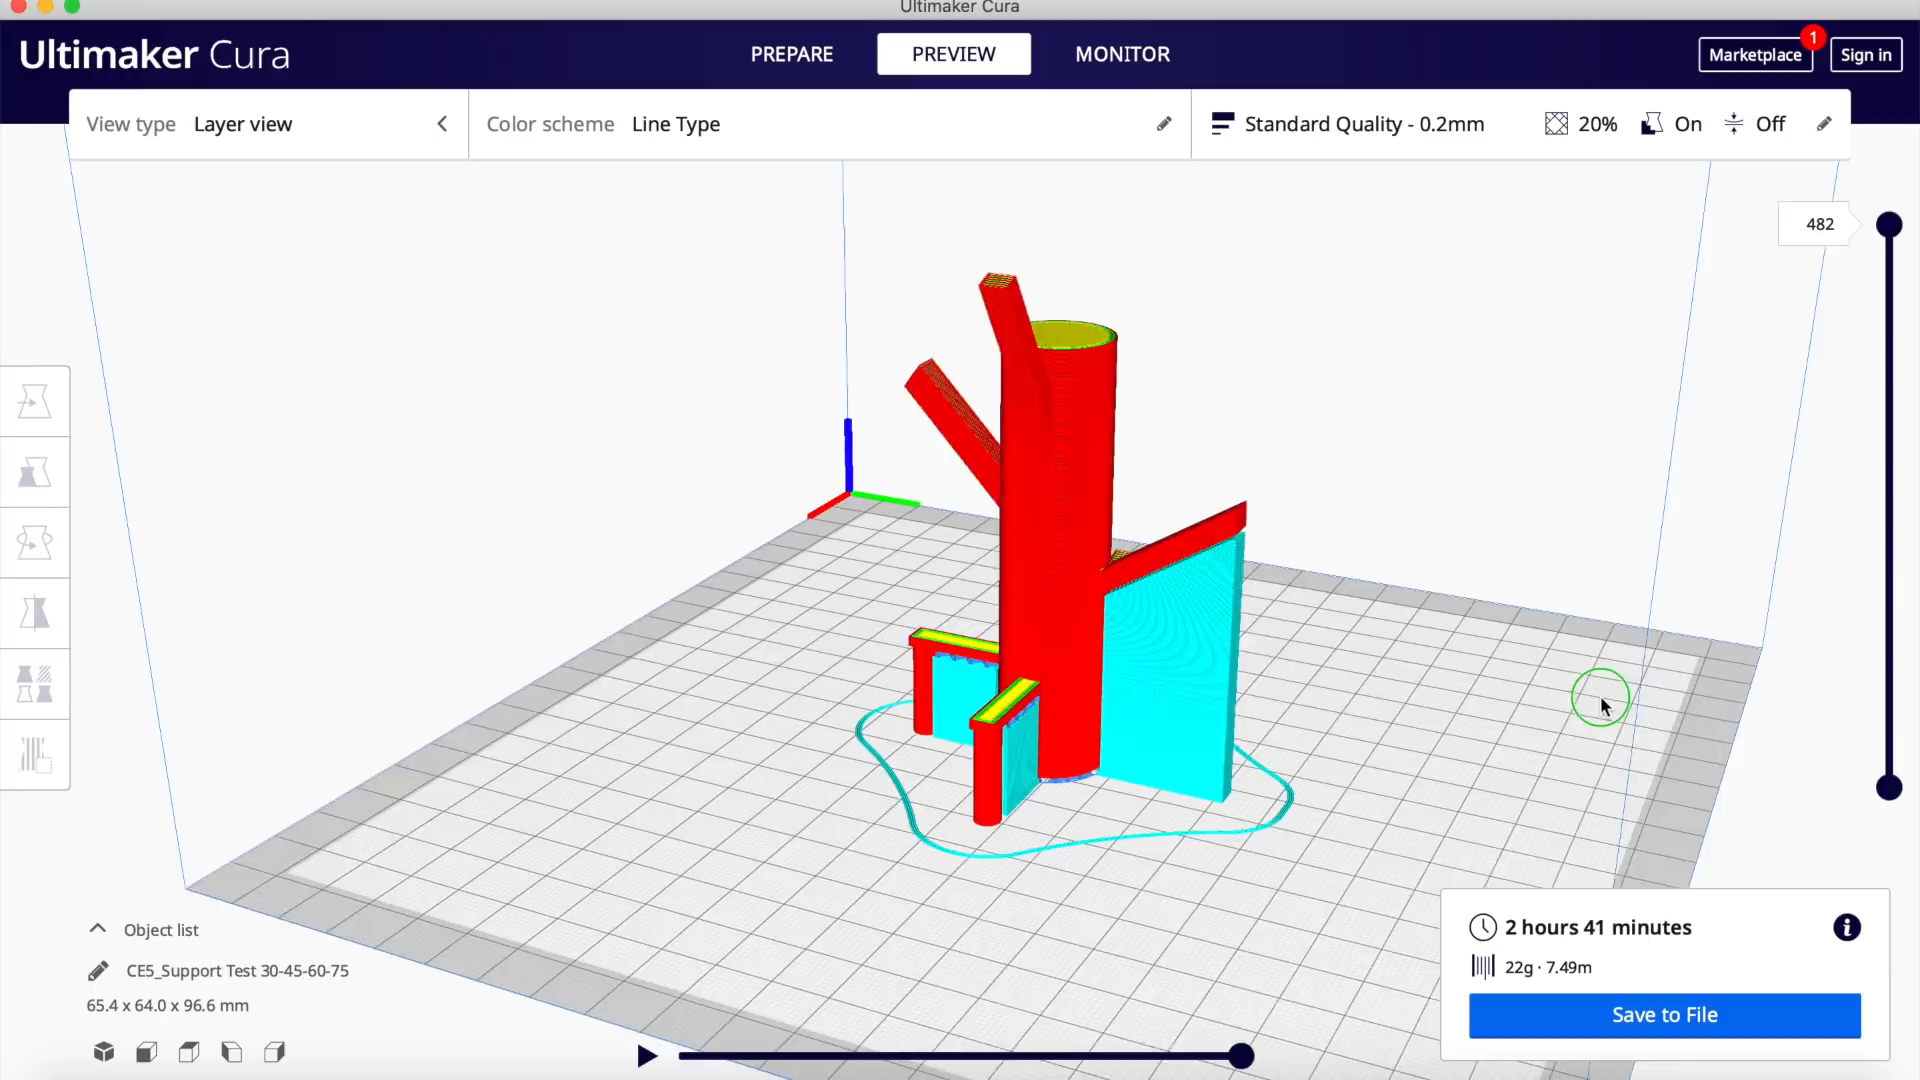 Ultimaker Cura
Ultimaker Cura
PREPARE
PREVIEW
MONITOR
Marketplace
1
Sign in
View type Layer view
Color scheme Line Type
Standard Quality - 0.2mm
20%
On
Off
482
Object list
CE5_Support Test 30-45-60-75
65.4 x 64.0 x 96.6 mm
2 hours 41 minutes
22g · 7.49m
Save to File